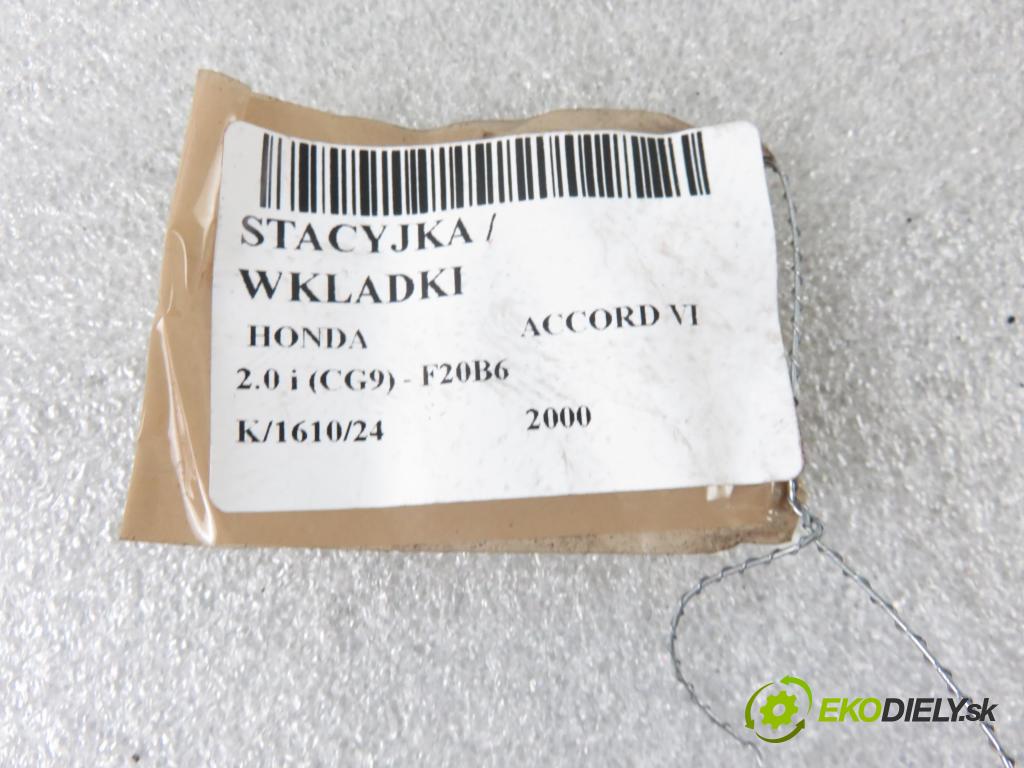 STACYJKA /
WKLADKI
HONDA ACCORD VI
2.0 i (CG9) - F20B6
K/1610/24 2000
EKODIELY.sk